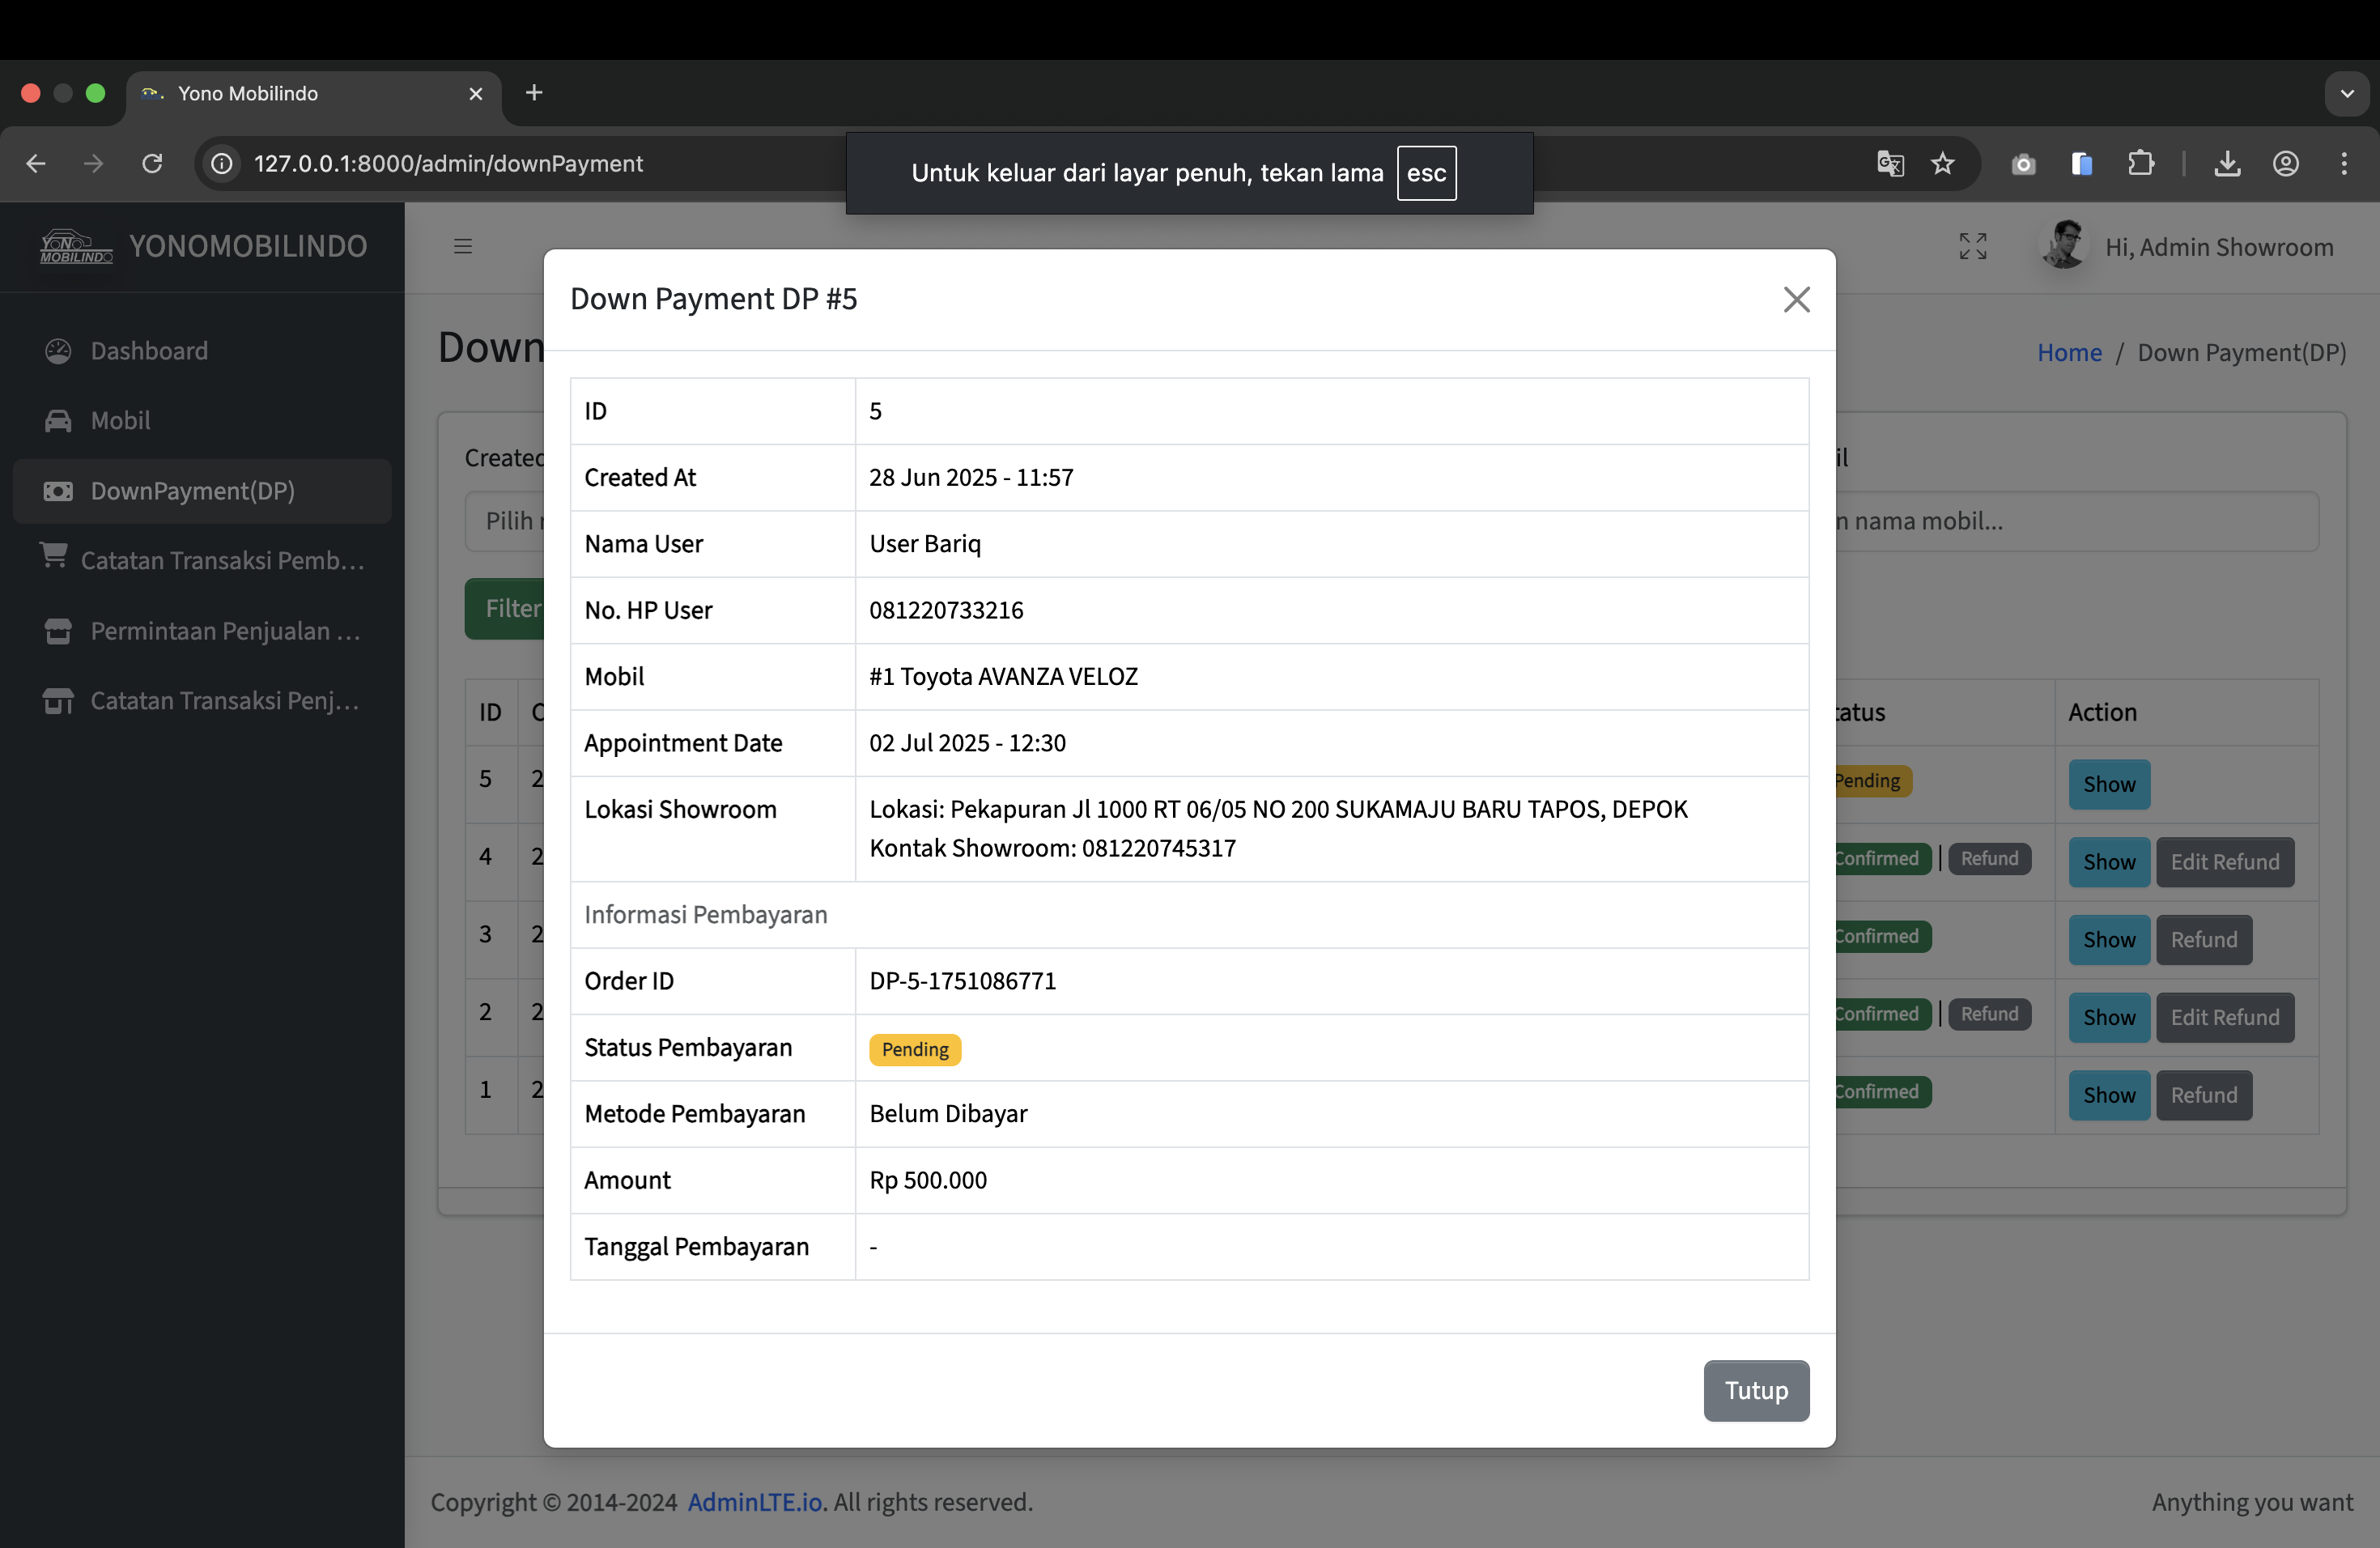 Yono Mobilindo
127.0.0.1:8000/admin/downPayment
Untuk keluar dari layar penuh, tekan lama esc
YONO MOBILINDO
YONOMOBILINDO
Hi, Admin Showroom
Dashboard
Mobil
DownPayment(DP)
Catatan Transaksi Pemb...
Permintaan Penjualan ...
Catatan Transaksi Penj...
Down
Home / Down Payment(DP)
Created
Pilih
nama mobil...
Filter
ID
Action
5
Pending
Show
4
Confirmed | Refund
Show
Edit Refund
3
Confirmed
Show
Refund
2
Confirmed | Refund
Show
Edit Refund
1
Confirmed
Show
Refund
Down Payment DP #5
ID 5
Created At 28 Jun 2025 - 11:57
Nama User User Bariq
No. HP User 081220733216
Mobil #1 Toyota AVANZA VELOZ
Appointment Date 02 Jul 2025 - 12:30
Lokasi Showroom Lokasi: Pekapuran Jl 1000 RT 06/05 NO 200 SUKAMAJU BARU TAPOS, DEPOK
Kontak Showroom: 081220745317
Informasi Pembayaran
Order ID DP-5-1751086771
Status Pembayaran Pending
Metode Pembayaran Belum Dibayar
Amount Rp 500.000
Tanggal Pembayaran -
Tutup
Copyright © 2014-2024 AdminLTE.io. All rights reserved.
Anything you want